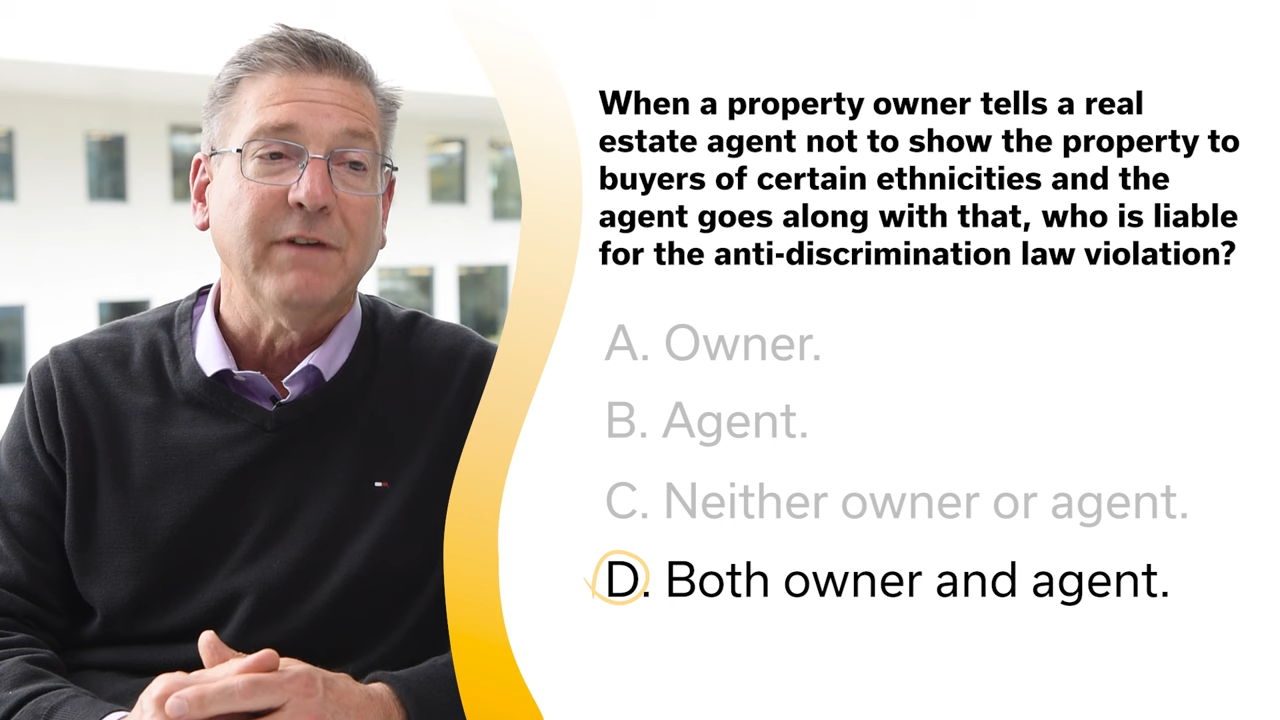 When a property owner tells a real
estate agent not to show the property to
buyers of certain ethnicities and the
agent goes along with that, who is liable
for the anti-discrimination law violation?
A. Owner.
B. Agent.
C. Neither owner or agent.
D. Both owner and agent.